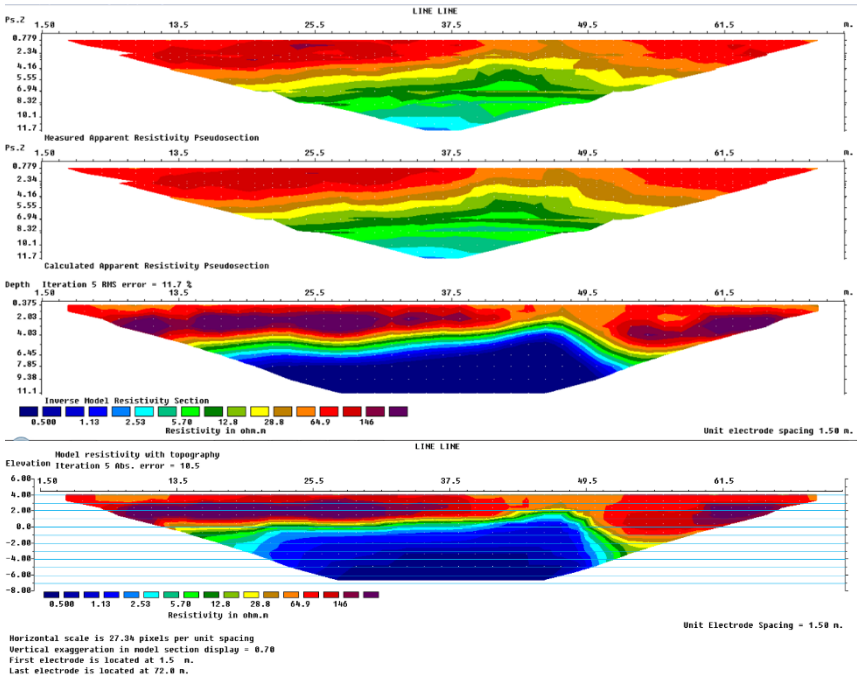 LINE LINE
Ps.Z 1.50 13.5 25.5 37.5 49.5 61.5 m.
0.779
2.34
4.16
5.55
6.94
8.32
10.1
11.7
Measured Apparent Resistivity Pseudosection
Ps.Z 1.50 13.5 25.5 37.5 49.5 61.5 m.
0.779
2.34
4.16
5.55
6.94
8.32
10.1
11.7
Calculated Apparent Resistivity Pseudosection
Depth Iteration 5 RMS error = 11.7 %
1.50 13.5 25.5 37.5 49.5 61.5 m.
0.375
2.03
4.03
6.45
7.85
9.38
11.1
Inverse Model Resistivity Section
0.500 1.13 2.53 5.70 12.8 28.8 64.9 146
Resistivity in ohm.m Unit electrode spacing 1.50 m.
LINE LINE
Model resistivity with topography
Elevation Iteration 5 Abs. error = 10.5
1.50 13.5 25.5 37.5 49.5 61.5
6.00
4.00
2.00
0.0
-2.00
-4.00
-6.00
-8.00
0.500 1.13 2.53 5.70 12.8 28.8 64.9 146
Resistivity in ohm.m Unit Electrode Spacing = 1.50 m.
Horizontal scale is 27.34 pixels per unit spacing
Vertical exaggeration in model section display = 0.70
First electrode is located at 1.5 m.
Last electrode is located at 72.0 m.